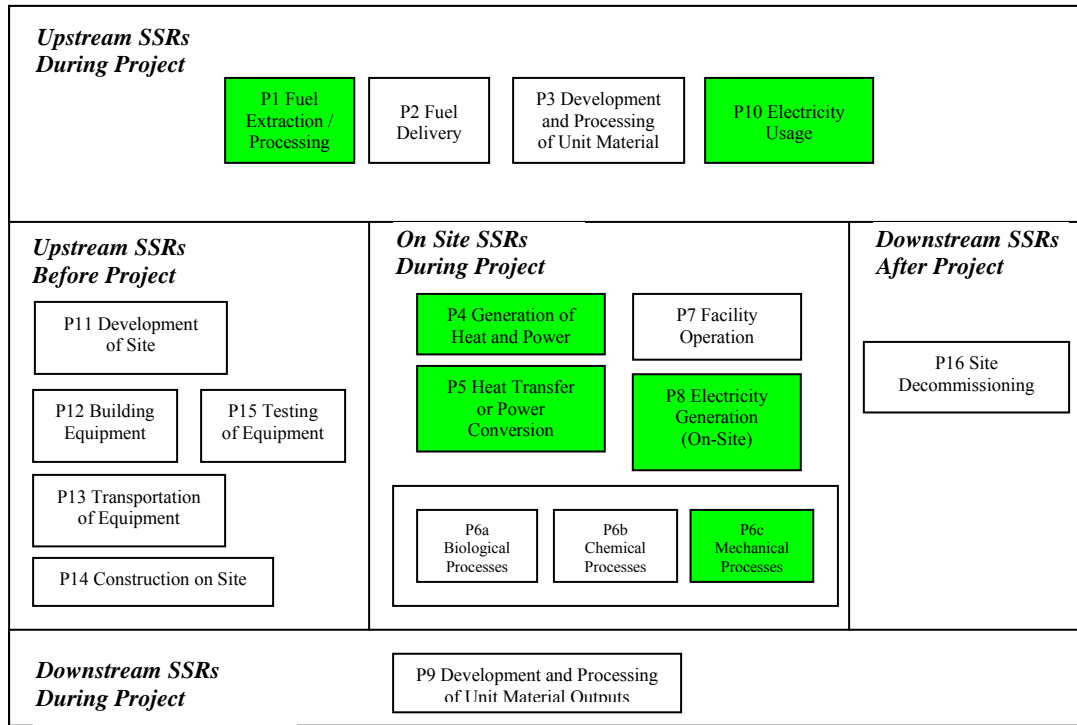 Upstream SSRs
During Project
P1 Fuel
Extraction /
Processing
P2 Fuel
Delivery
P3 Development
and Processing
of Unit Material
P10 Electricity
Usage
Upstream SSRs
Before Project
P11 Development
of Site
P12 Building
Equipment
P15 Testing
of Equipment
P13 Transportation
of Equipment
P14 Construction on Site
On Site SSRs
During Project
P4 Generation of
Heat and Power
P7 Facility
Operation
P5 Heat Transfer
or Power
Conversion
P8 Electricity
Generation
(On-Site)
P6a
Biological
Processes
P6b
Chemical
Processes
P6c
Mechanical
Processes
Downstream SSRs
After Project
P16 Site
Decommissioning
Downstream SSRs
During Project
P9 Development and Processing
of Unit Material Outputs